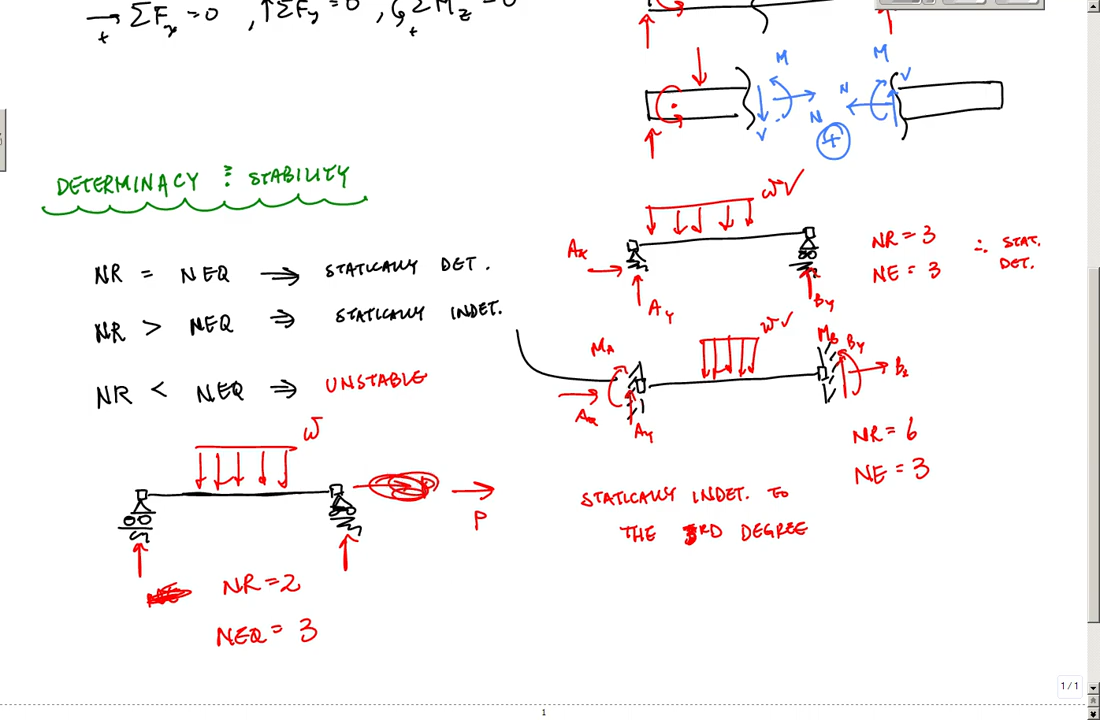 → ΣFx = 0 , ↑ΣFy = 0 , ΣMz = 0
+ +
M M
V
N N
V +
DETERMINACY & STABILITY
NR = NEQ ⇒ STATICALLY DET.
NR > NEQ ⇒ STATICALLY INDET.
NR < NEQ ⇒ UNSTABLE
W
P
NR = 2
NEQ = 3
W ✓
Ax
Ay
By
NR = 3
NE = 3
∴ STAT.
DET.
W ✓
MA
Ay
MB
By
NR = 6
NE = 3
STATICALLY INDET. TO
THE 3RD DEGREE
1/1
1